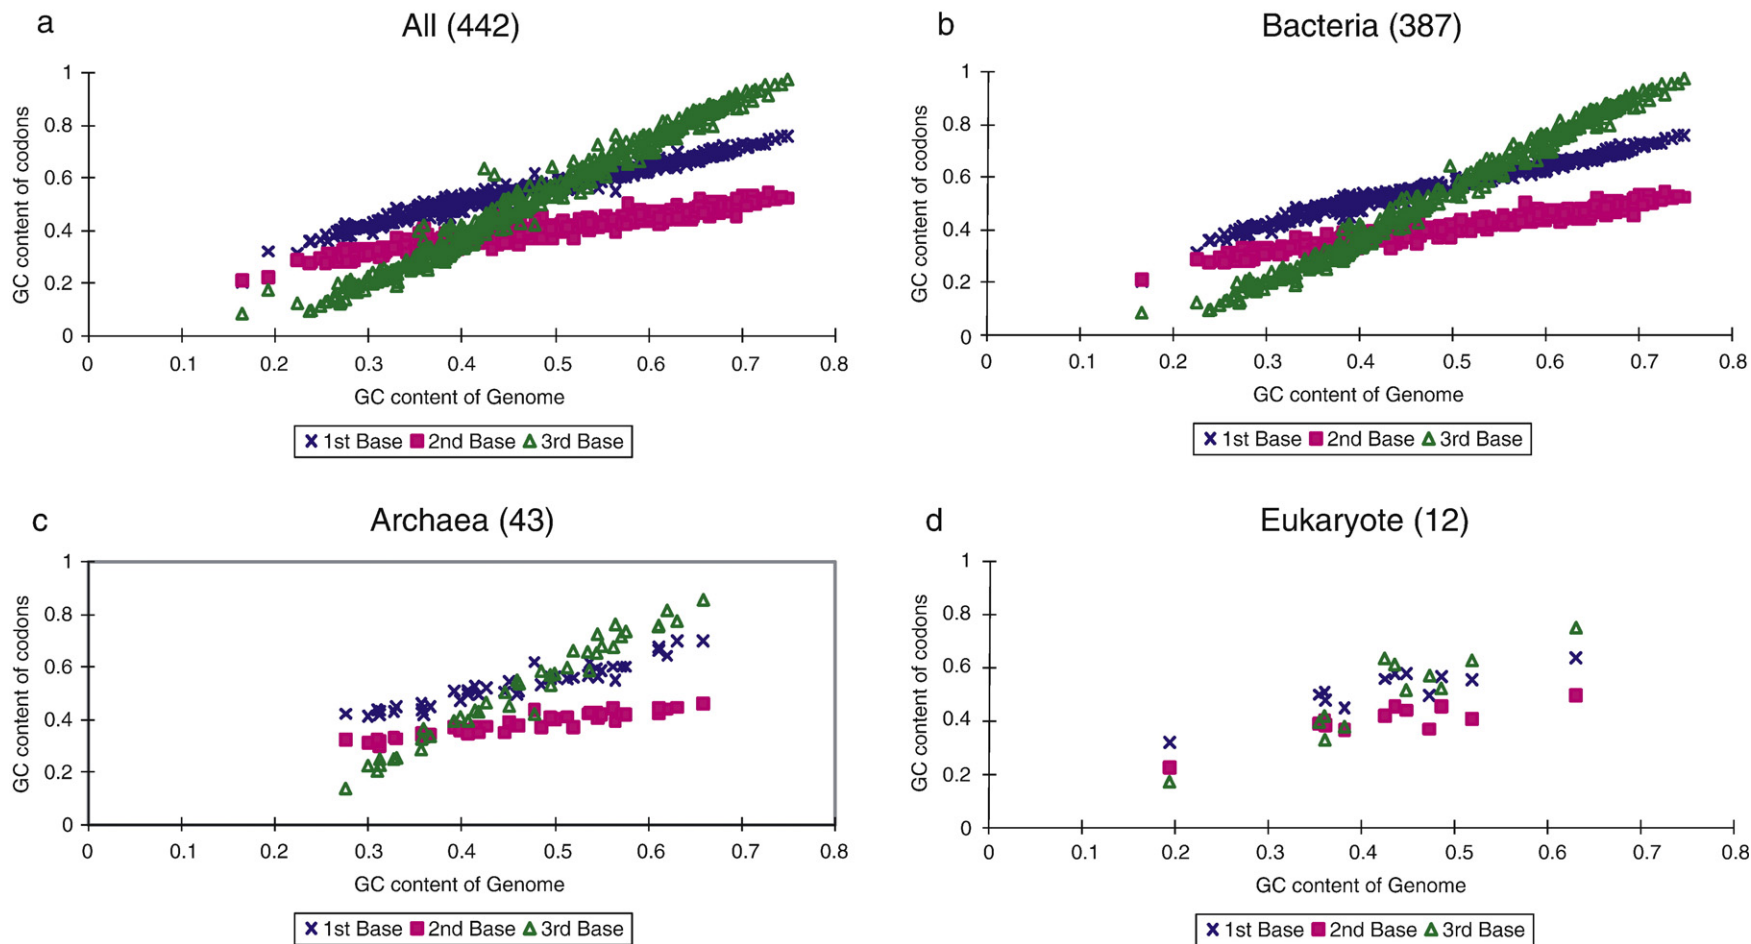 a
All (442)
GC content of codons
1
0.8
0.6
0.4
0.2
0
0 0.1 0.2 0.3 0.4 0.5 0.6 0.7 0.8
GC content of Genome
1st Base 2nd Base 3rd Base
b
Bacteria (387)
GC content of codons
1
0.8
0.6
0.4
0.2
0
0 0.1 0.2 0.3 0.4 0.5 0.6 0.7 0.8
GC content of Genome
1st Base 2nd Base 3rd Base
c
Archaea (43)
GC content of codons
1
0.8
0.6
0.4
0.2
0
0 0.1 0.2 0.3 0.4 0.5 0.6 0.7 0.8
GC content of Genome
1st Base 2nd Base 3rd Base
d
Eukaryote (12)
GC content of codons
1
0.8
0.6
0.4
0.2
0
0 0.1 0.2 0.3 0.4 0.5 0.6 0.7 0.8
GC content of Genome
1st Base 2nd Base 3rd Base